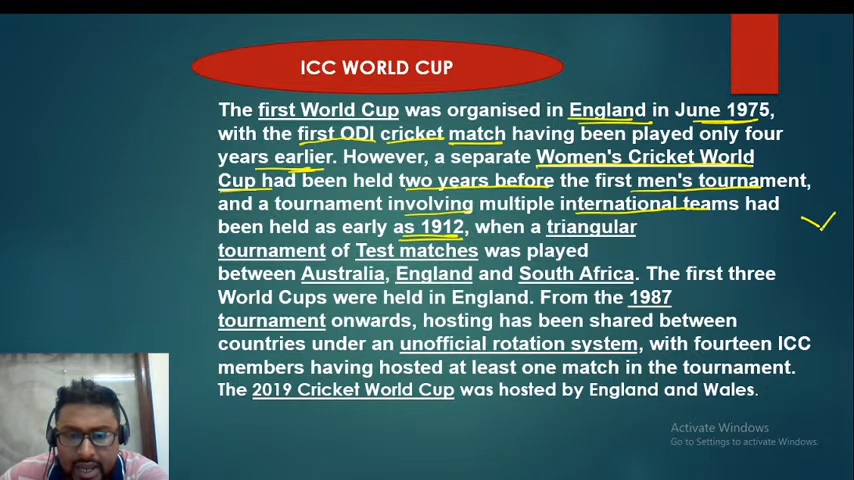 ICC WORLD CUP
The first World Cup was organised in England in June 1975,
with the first ODI cricket match having been played only four
years earlier. However, a separate Women's Cricket World
Cup had been held two years before the first men's tournament,
and a tournament involving multiple international teams had
been held as early as 1912, when a triangular
tournament of Test matches was played
between Australia, England and South Africa. The first three
World Cups were held in England. From the 1987
tournament onwards, hosting has been shared between
countries under an unofficial rotation system, with fourteen ICC
members having hosted at least one match in the tournament.
The 2019 Cricket World Cup was hosted by England and Wales.
Activate Windows
Go to Settings to activate Windows.